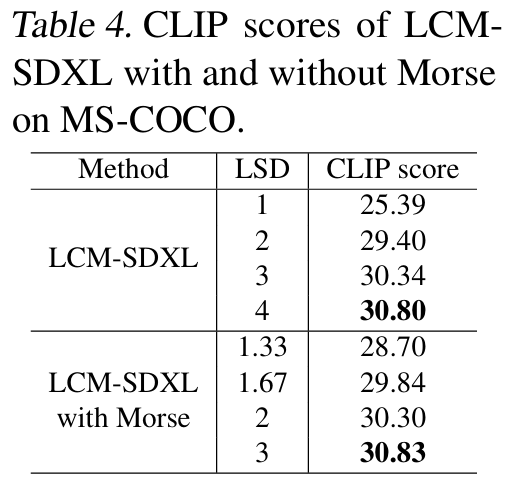 Table 4. CLIP scores of LCM-
SDXL with and without Morse
on MS-COCO.
Method LSD CLIP score
LCM-SDXL
1 25.39
2 29.40
3 30.34
4 30.80
LCM-SDXL
with Morse
1.33 28.70
1.67 29.84
2 30.30
3 30.83